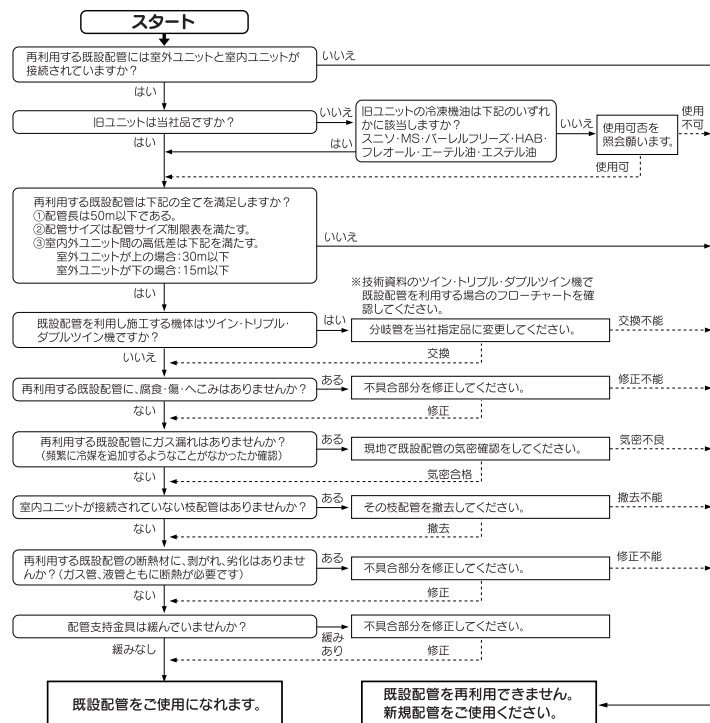 スタート
再利用する既設配管には室外ユニットと室内ユニットが
接続されていますか？
いいえ
はい
旧ユニットは当社品ですか？
いいえ
はい
旧ユニットの冷凍機油は下記のいずれ
かに該当しますか？
スニソ・MS・バーレルフリーズ・HAB・
フレオール・エーテル油・エステル油
いいえ
はい
使用可否を
照会願います。
使用
不可
使用可
再利用する既設配管は下記の全てを満足しますか？
①配管長は50m以下である。
②配管サイズは配管サイズ制限表を満たす。
③室内外ユニット間の高低差は下記を満たす。
室外ユニットが上の場合：30m以下
室外ユニットが下の場合：15m以下
いいえ
はい
※技術資料のツイン・トリプル・ダブルツイン機で
既設配管を利用する場合のフローチャートを確
認してください。
既設配管を利用し施工する機体はツイン・トリプル・
ダブルツイン機ですか？
はい
分岐管を当社指定品に変更してください。
交換不能
いいえ
交換
再利用する既設配管に、腐食・傷・へこみはありませんか？
ある
不具合部分を修正してください。
修正不能
ない
修正
再利用する既設配管にガス漏れはありませんか？
（頻繁に冷媒を追加するようなことがなかったか確認）
ある
現地で既設配管の気密確認をしてください。
気密不良
ない
気密合格
室内ユニットが接続されていない枝配管はありませんか？
ある
その枝配管を撤去してください。
撤去不能
ない
撤去
再利用する既設配管の断熱材に、剥がれ、劣化はありませ
んか？（ガス管、液管ともに断熱が必要です）
ある
不具合部分を修正してください。
修正不能
ない
修正
配管支持金具は緩んでいませんか？
緩み
あり
不具合部分を修正してください。
緩みなし
修正
既設配管をご使用になれます。
既設配管を再利用できません。
新規配管をご使用ください。